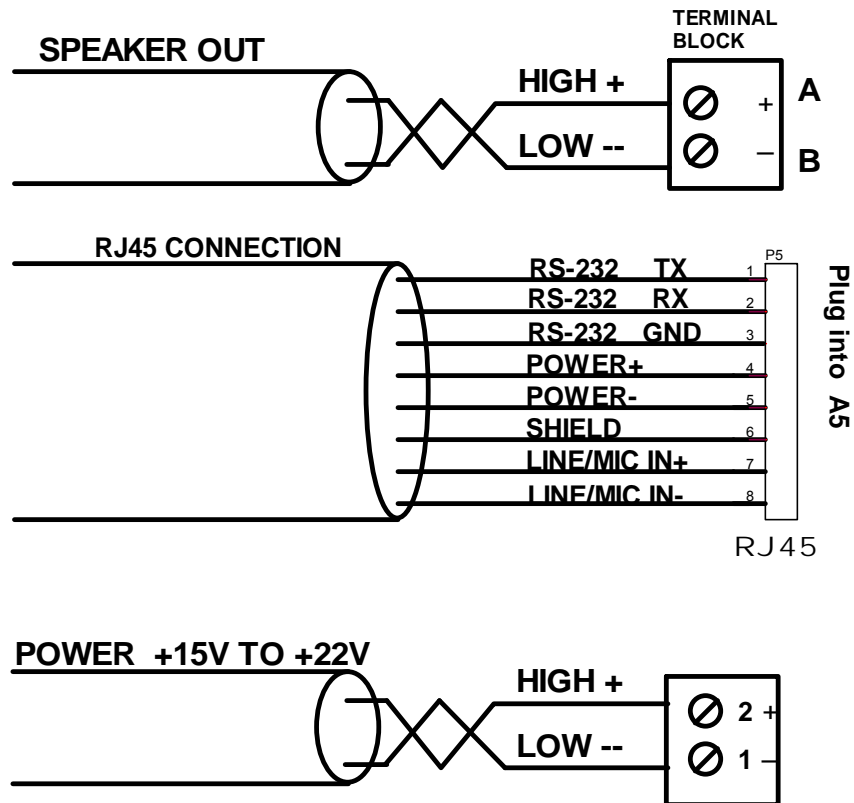 TERMINAL
BLOCK
SPEAKER OUT
HIGH +
+ A
LOW --
– B
RJ45 CONNECTION
P5
RS-232 TX 1
RS-232 RX 2
RS-232 GND 3
POWER+ 4
POWER- 5
SHIELD 6
LINE/MIC IN+ 7
LINE/MIC IN- 8
Plug into A5
RJ45
POWER +15V TO +22V
HIGH +
2 +
LOW --
1 –